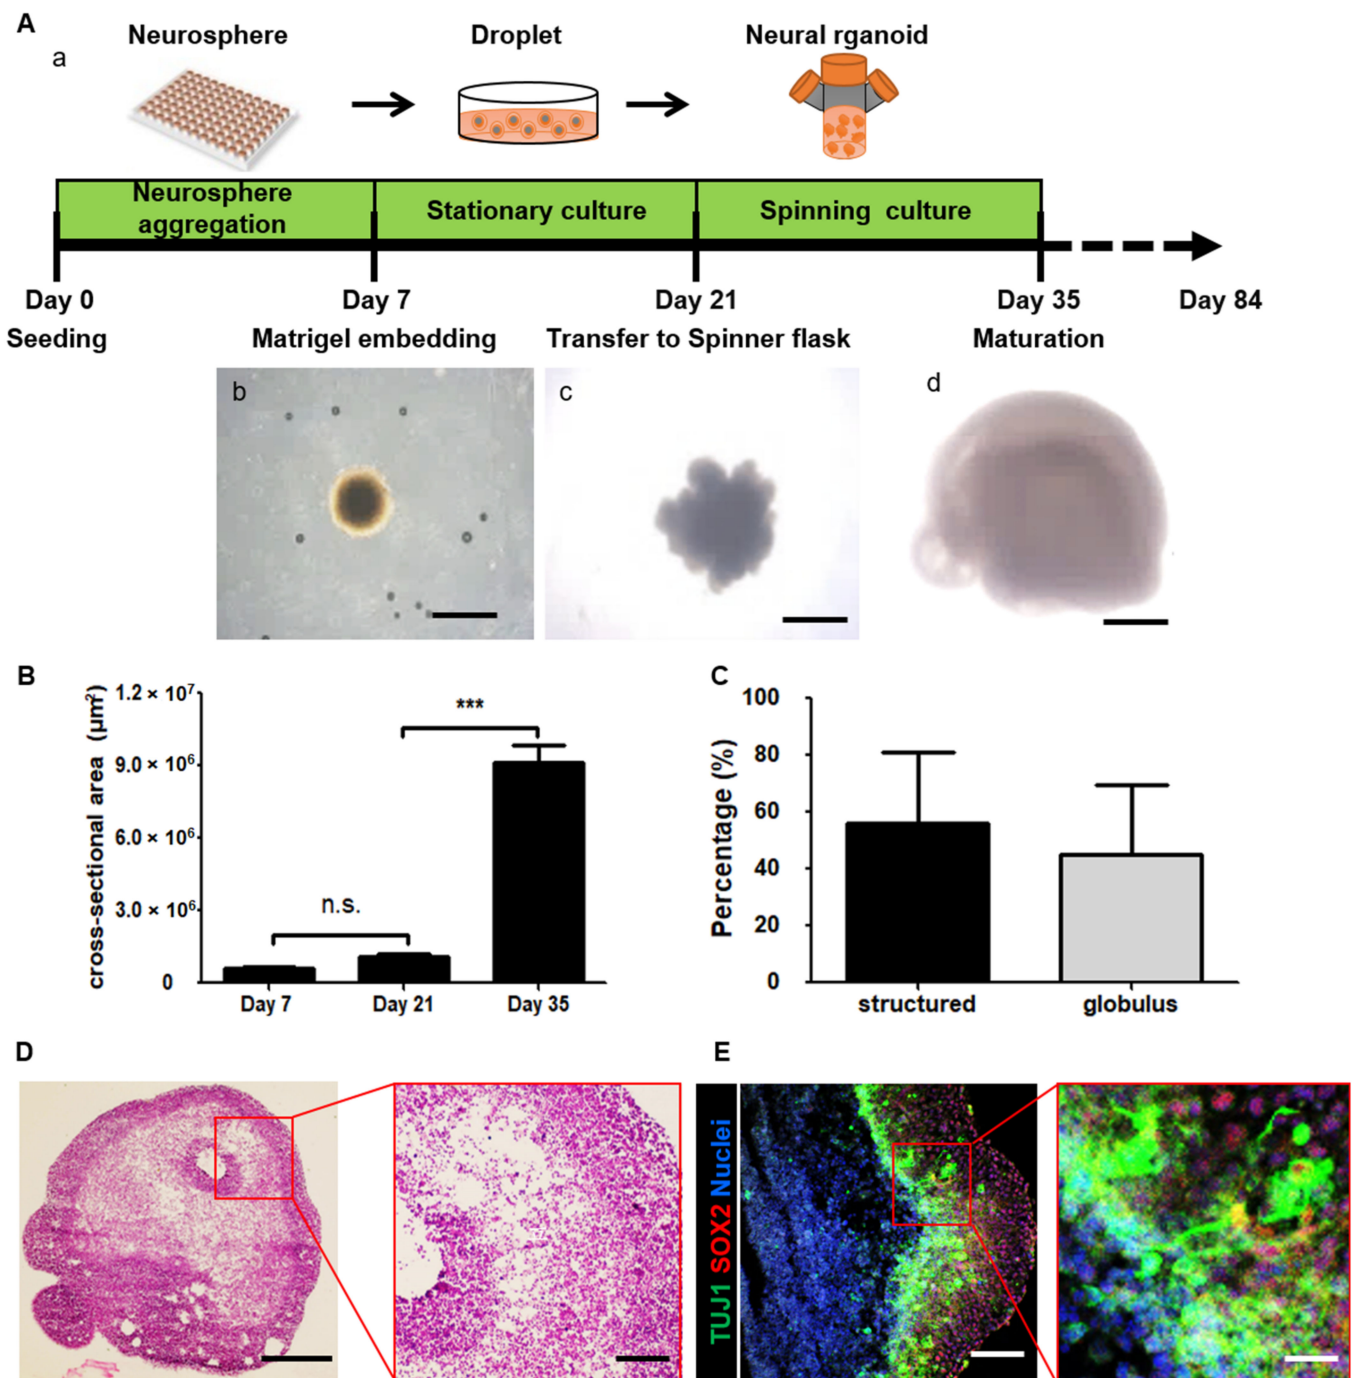 A
a
Neurosphere
Droplet
Neural rganoid
Neurosphere
aggregation
Stationary culture
Spinning culture
Day 0
Day 7
Day 21
Day 35
Day 84
Seeding
Matrigel embedding
Transfer to Spinner flask
Maturation
b
c
d
B
cross-sectional area (μm²)
1.2 × 10⁷
9.0 × 10⁶
6.0 × 10⁶
3.0 × 10⁶
0
n.s.
***
Day 7
Day 21
Day 35
C
Percentage (%)
100
80
60
40
20
0
structured
globulus
D
E
TUJ1 SOX2 Nuclei